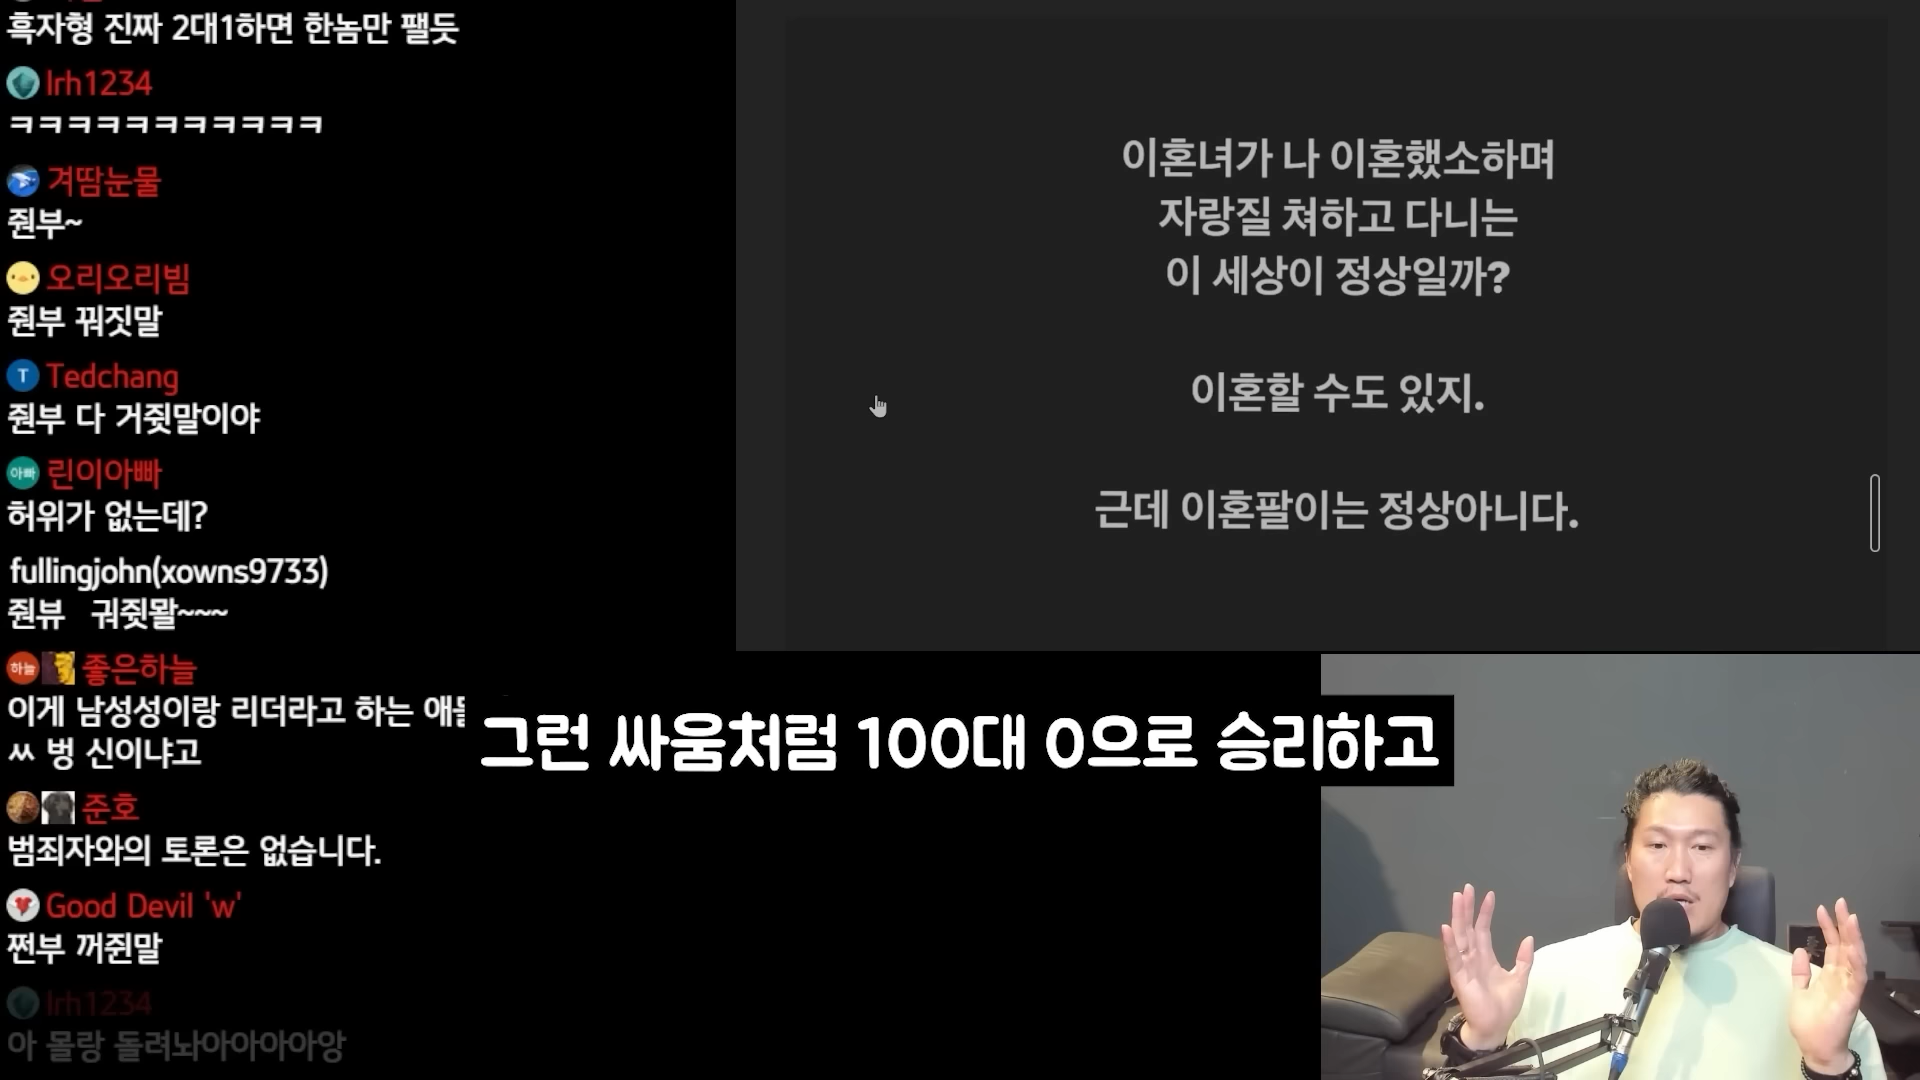 흑자형 진짜 2대1하면 한놈만 팰듯
lrh1234
ㅋㅋㅋㅋㅋㅋㅋㅋㅋㅋㅋ
겨땀눈물
줜부~
오리오리빔
줜부 꿔짓말
T Tedchang
줜부 다 거줫말이야
아빠 린이아빠
허위가 없는데?
fullingjohn(xowns9733)
줜뷰 궈쥣뫌~~~
하늘 좋은하늘
이게 남성성이랑 리더라고 하는 애들
ㅆ 벙 신이냐고
준호
범죄자와의 토론은 없습니다.
Good Devil 'w'
쩐부 꺼쥔말
lrh1234
아 몰랑 돌려놔아아아아앙
이혼녀가 나 이혼했소하며
자랑질 쳐하고 다니는
이 세상이 정상일까?
이혼할 수도 있지.
근데 이혼팔이는 정상아니다.
그런 싸움처럼 100대 0으로 승리하고